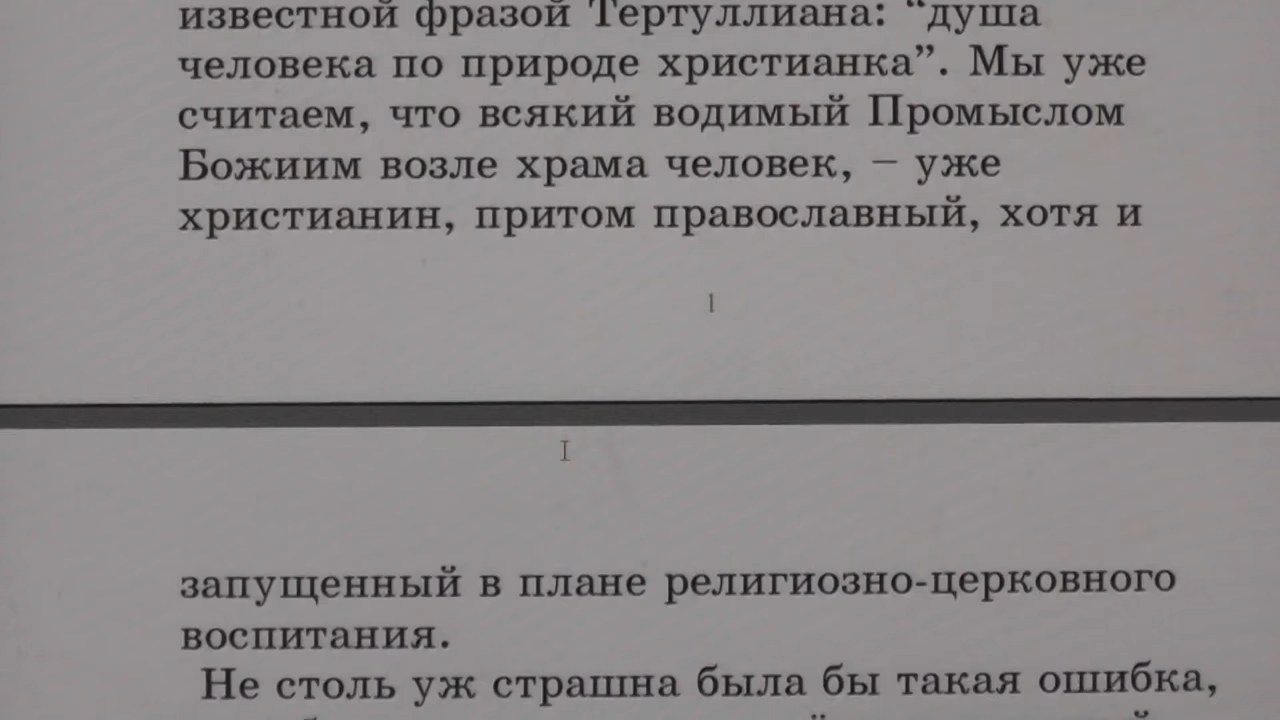 известной фразой Тертуллиана: “душа
человека по природе христианка”. Мы уже
считаем, что всякий водимый Промыслом
Божиим возле храма человек, – уже
христианин, притом православный, хотя и
1
запущенный в плане религиозно-церковного
воспитания.
Не столь уж страшна была бы такая ошибка,